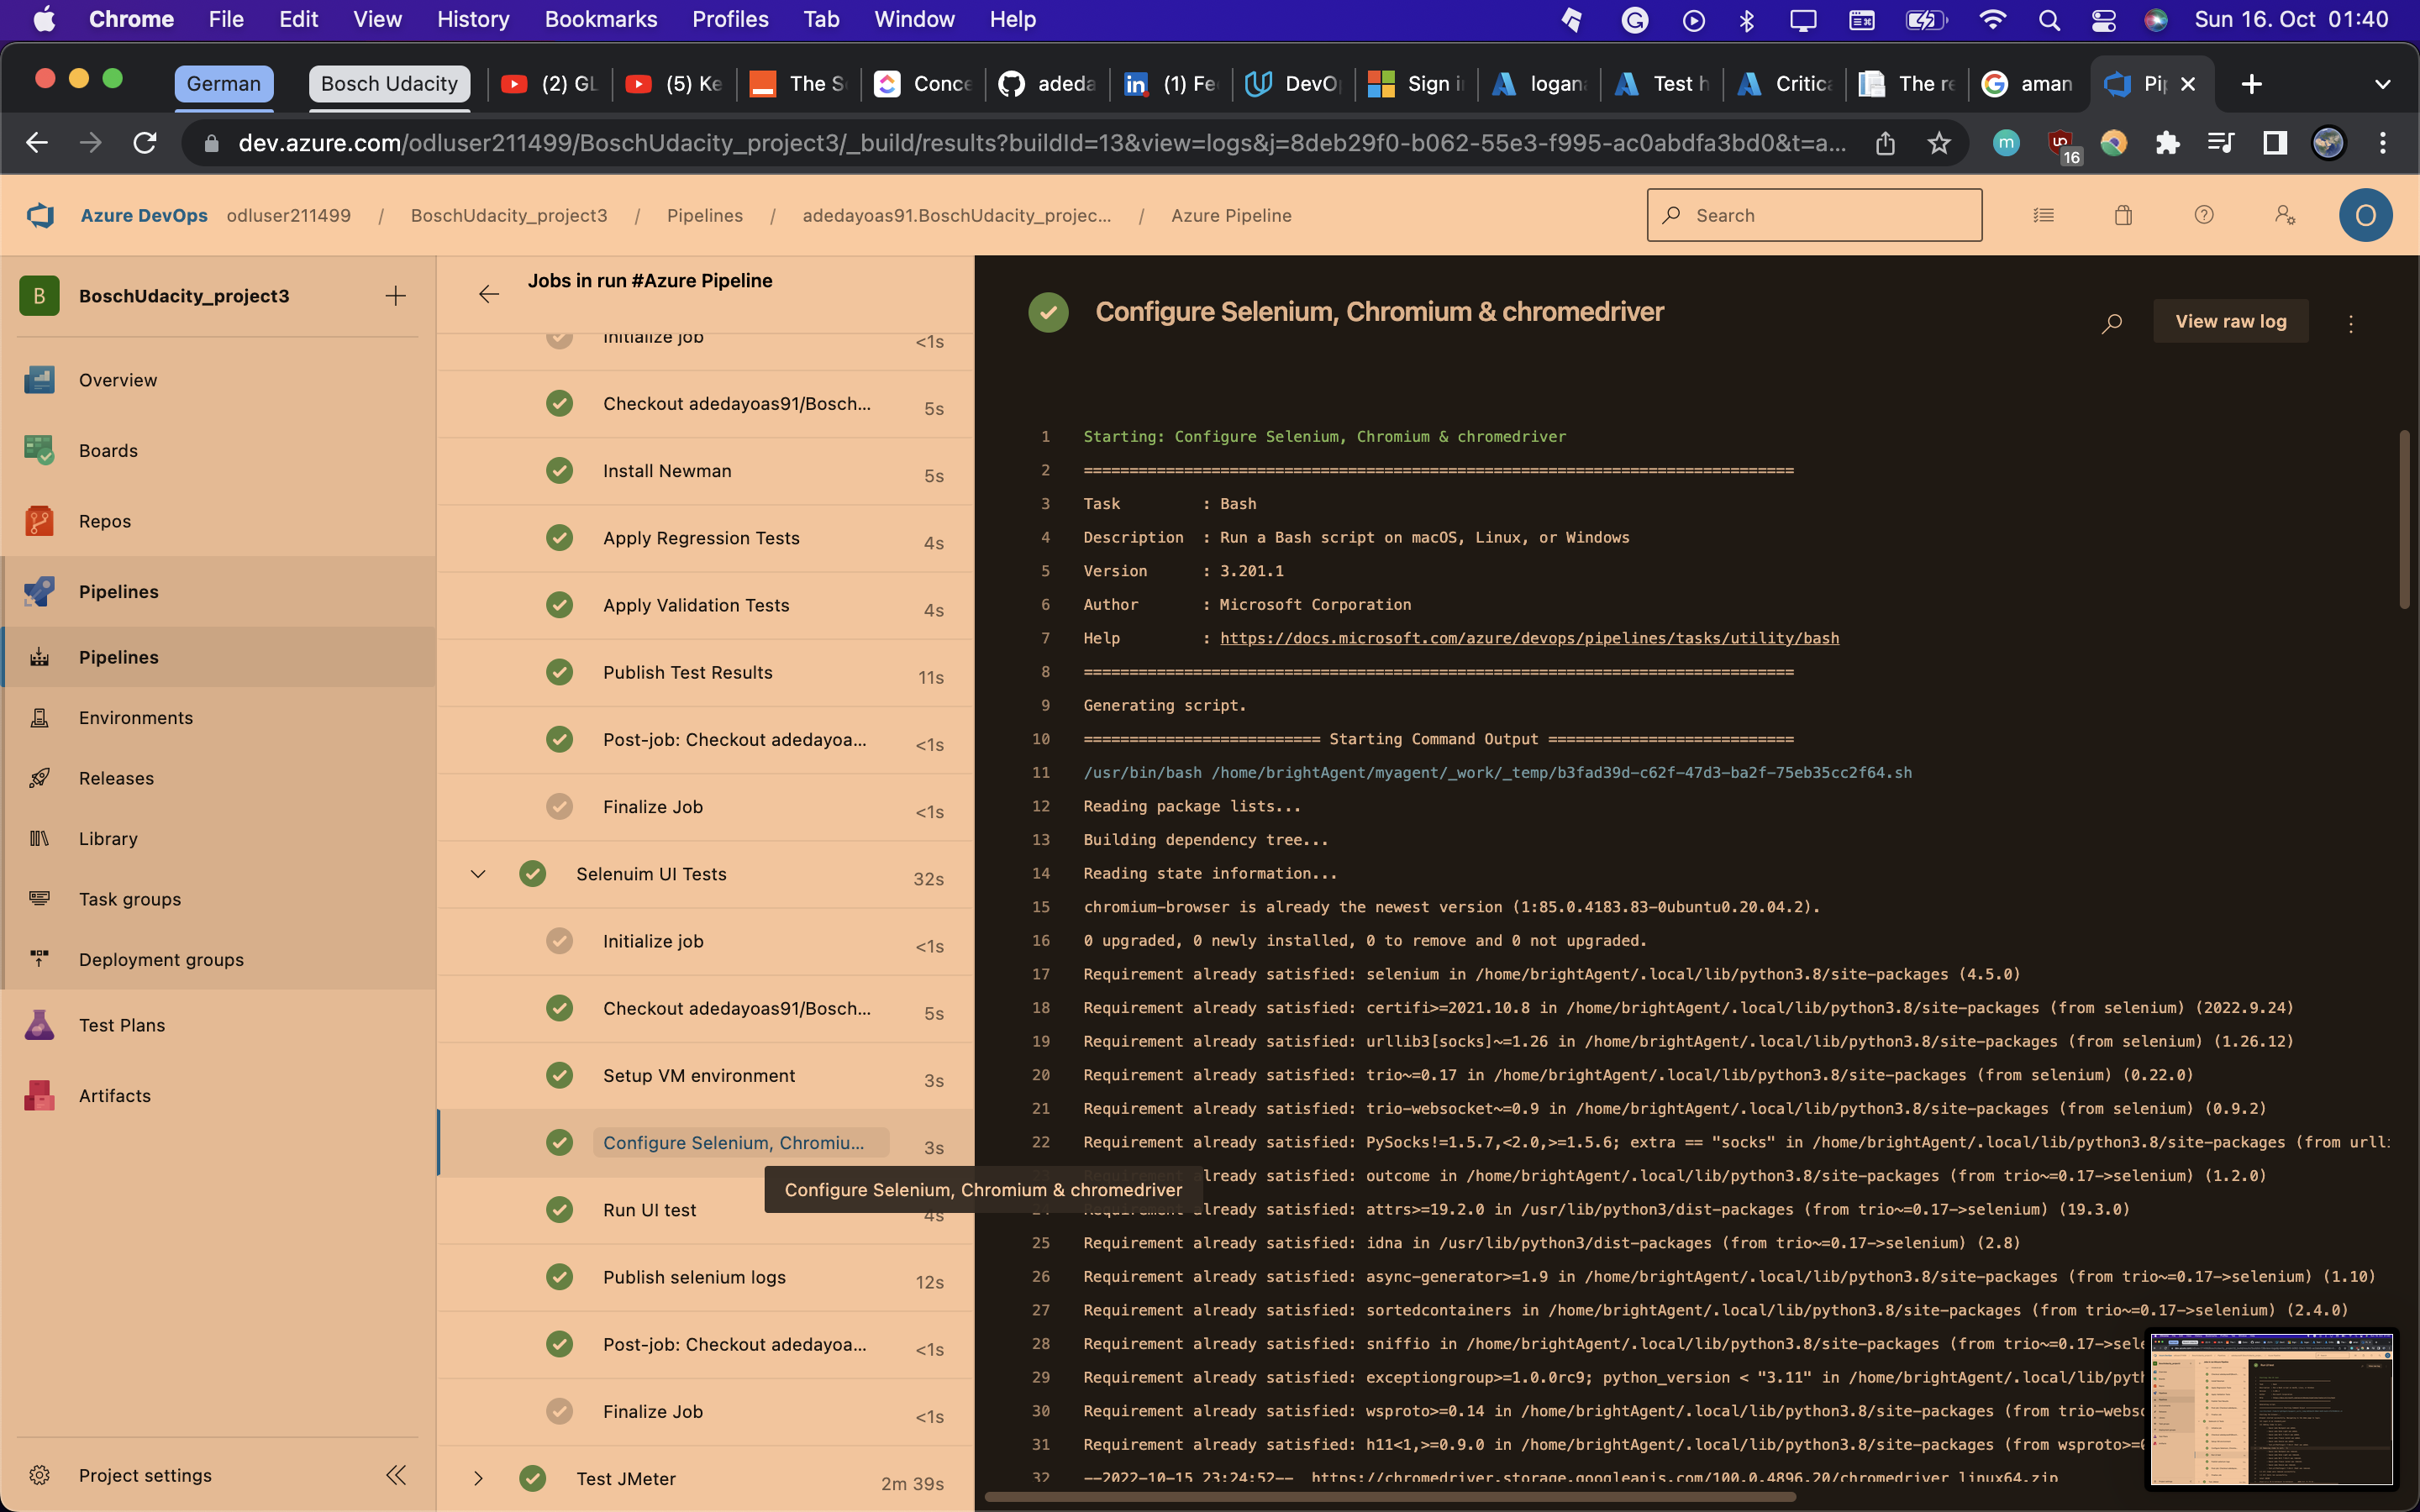 Chrome File Edit View History Bookmarks Profiles Tab Window Help Sun 16. Oct 01:40
German Bosch Udacity (2) GL (5) Ke The S Conce adeda (1) Fe DevO Sign i logan Test h Critica The re aman Pip
dev.azure.com/odluser211499/BoschUdacity_project3/_build/results?buildId=13&view=logs&j=8deb29f0-b062-55e3-f995-ac0abdfa3bd0&t=a... m 16
Azure DevOps odluser211499 / BoschUdacity_project3 / Pipelines / adedayoas91.BoschUdacity_projec... / Azure Pipeline Search O
B BoschUdacity_project3
Overview
Boards
Repos
Pipelines
Pipelines
Environments
Releases
Library
Task groups
Deployment groups
Test Plans
Artifacts
Project settings
Jobs in run #Azure Pipeline
Initialize job <1s
Checkout adedayoas91/Bosch... 5s
Install Newman 5s
Apply Regression Tests 4s
Apply Validation Tests 4s
Publish Test Results 11s
Post-job: Checkout adedayoa... <1s
Finalize Job <1s
Selenuim UI Tests 32s
Initialize job <1s
Checkout adedayoas91/Bosch... 5s
Setup VM environment 3s
Configure Selenium, Chromiu... 3s
Configure Selenium, Chromium & chromedriver
Run UI test 4s
Publish selenium logs 12s
Post-job: Checkout adedayoa... <1s
Finalize Job <1s
Test JMeter 2m 39s
Configure Selenium, Chromium & chromedriver View raw log
1 Starting: Configure Selenium, Chromium & chromedriver
2 ==============================================================================
3 Task : Bash
4 Description : Run a Bash script on macOS, Linux, or Windows
5 Version : 3.201.1
6 Author : Microsoft Corporation
7 Help : https://docs.microsoft.com/azure/devops/pipelines/tasks/utility/bash
8 ==============================================================================
9 Generating script.
10 ========================== Starting Command Output ===========================
11 /usr/bin/bash /home/brightAgent/myagent/_work/_temp/b3fad39d-c62f-47d3-ba2f-75eb35cc2f64.sh
12 Reading package lists...
13 Building dependency tree...
14 Reading state information...
15 chromium-browser is already the newest version (1:85.0.4183.83-0ubuntu0.20.04.2).
16 0 upgraded, 0 newly installed, 0 to remove and 0 not upgraded.
17 Requirement already satisfied: selenium in /home/brightAgent/.local/lib/python3.8/site-packages (4.5.0)
18 Requirement already satisfied: certifi>=2021.10.8 in /home/brightAgent/.local/lib/python3.8/site-packages (from selenium) (2022.9.24)
19 Requirement already satisfied: urllib3[socks]~=1.26 in /home/brightAgent/.local/lib/python3.8/site-packages (from selenium) (1.26.12)
20 Requirement already satisfied: trio~=0.17 in /home/brightAgent/.local/lib/python3.8/site-packages (from selenium) (0.22.0)
21 Requirement already satisfied: trio-websocket~=0.9 in /home/brightAgent/.local/lib/python3.8/site-packages (from selenium) (0.9.2)
22 Requirement already satisfied: PySocks!=1.5.7,<2.0,>=1.5.6; extra == "socks" in /home/brightAgent/.local/lib/python3.8/site-packages (from urlli
23 Requirement already satisfied: outcome in /home/brightAgent/.local/lib/python3.8/site-packages (from trio~=0.17->selenium) (1.2.0)
24 Requirement already satisfied: attrs>=19.2.0 in /usr/lib/python3/dist-packages (from trio~=0.17->selenium) (19.3.0)
25 Requirement already satisfied: idna in /usr/lib/python3/dist-packages (from trio~=0.17->selenium) (2.8)
26 Requirement already satisfied: async-generator>=1.9 in /home/brightAgent/.local/lib/python3.8/site-packages (from trio~=0.17->selenium) (1.10)
27 Requirement already satisfied: sortedcontainers in /home/brightAgent/.local/lib/python3.8/site-packages (from trio~=0.17->selenium) (2.4.0)
28 Requirement already satisfied: sniffio in /home/brightAgent/.local/lib/python3.8/site-packages (from trio~=0.17->sele
29 Requirement already satisfied: exceptiongroup>=1.0.0rc9; python_version < "3.11" in /home/brightAgent/.local/lib/pyth
30 Requirement already satisfied: wsproto>=0.14 in /home/brightAgent/.local/lib/python3.8/site-packages (from trio-webso
31 Requirement already satisfied: h11<1,>=0.9.0 in /home/brightAgent/.local/lib/python3.8/site-packages (from wsproto>=0
32 --2022-10-15 23:24:52-- https://chromedriver.storage.googleapis.com/100.0.4896.20/chromedriver_linux64.zip